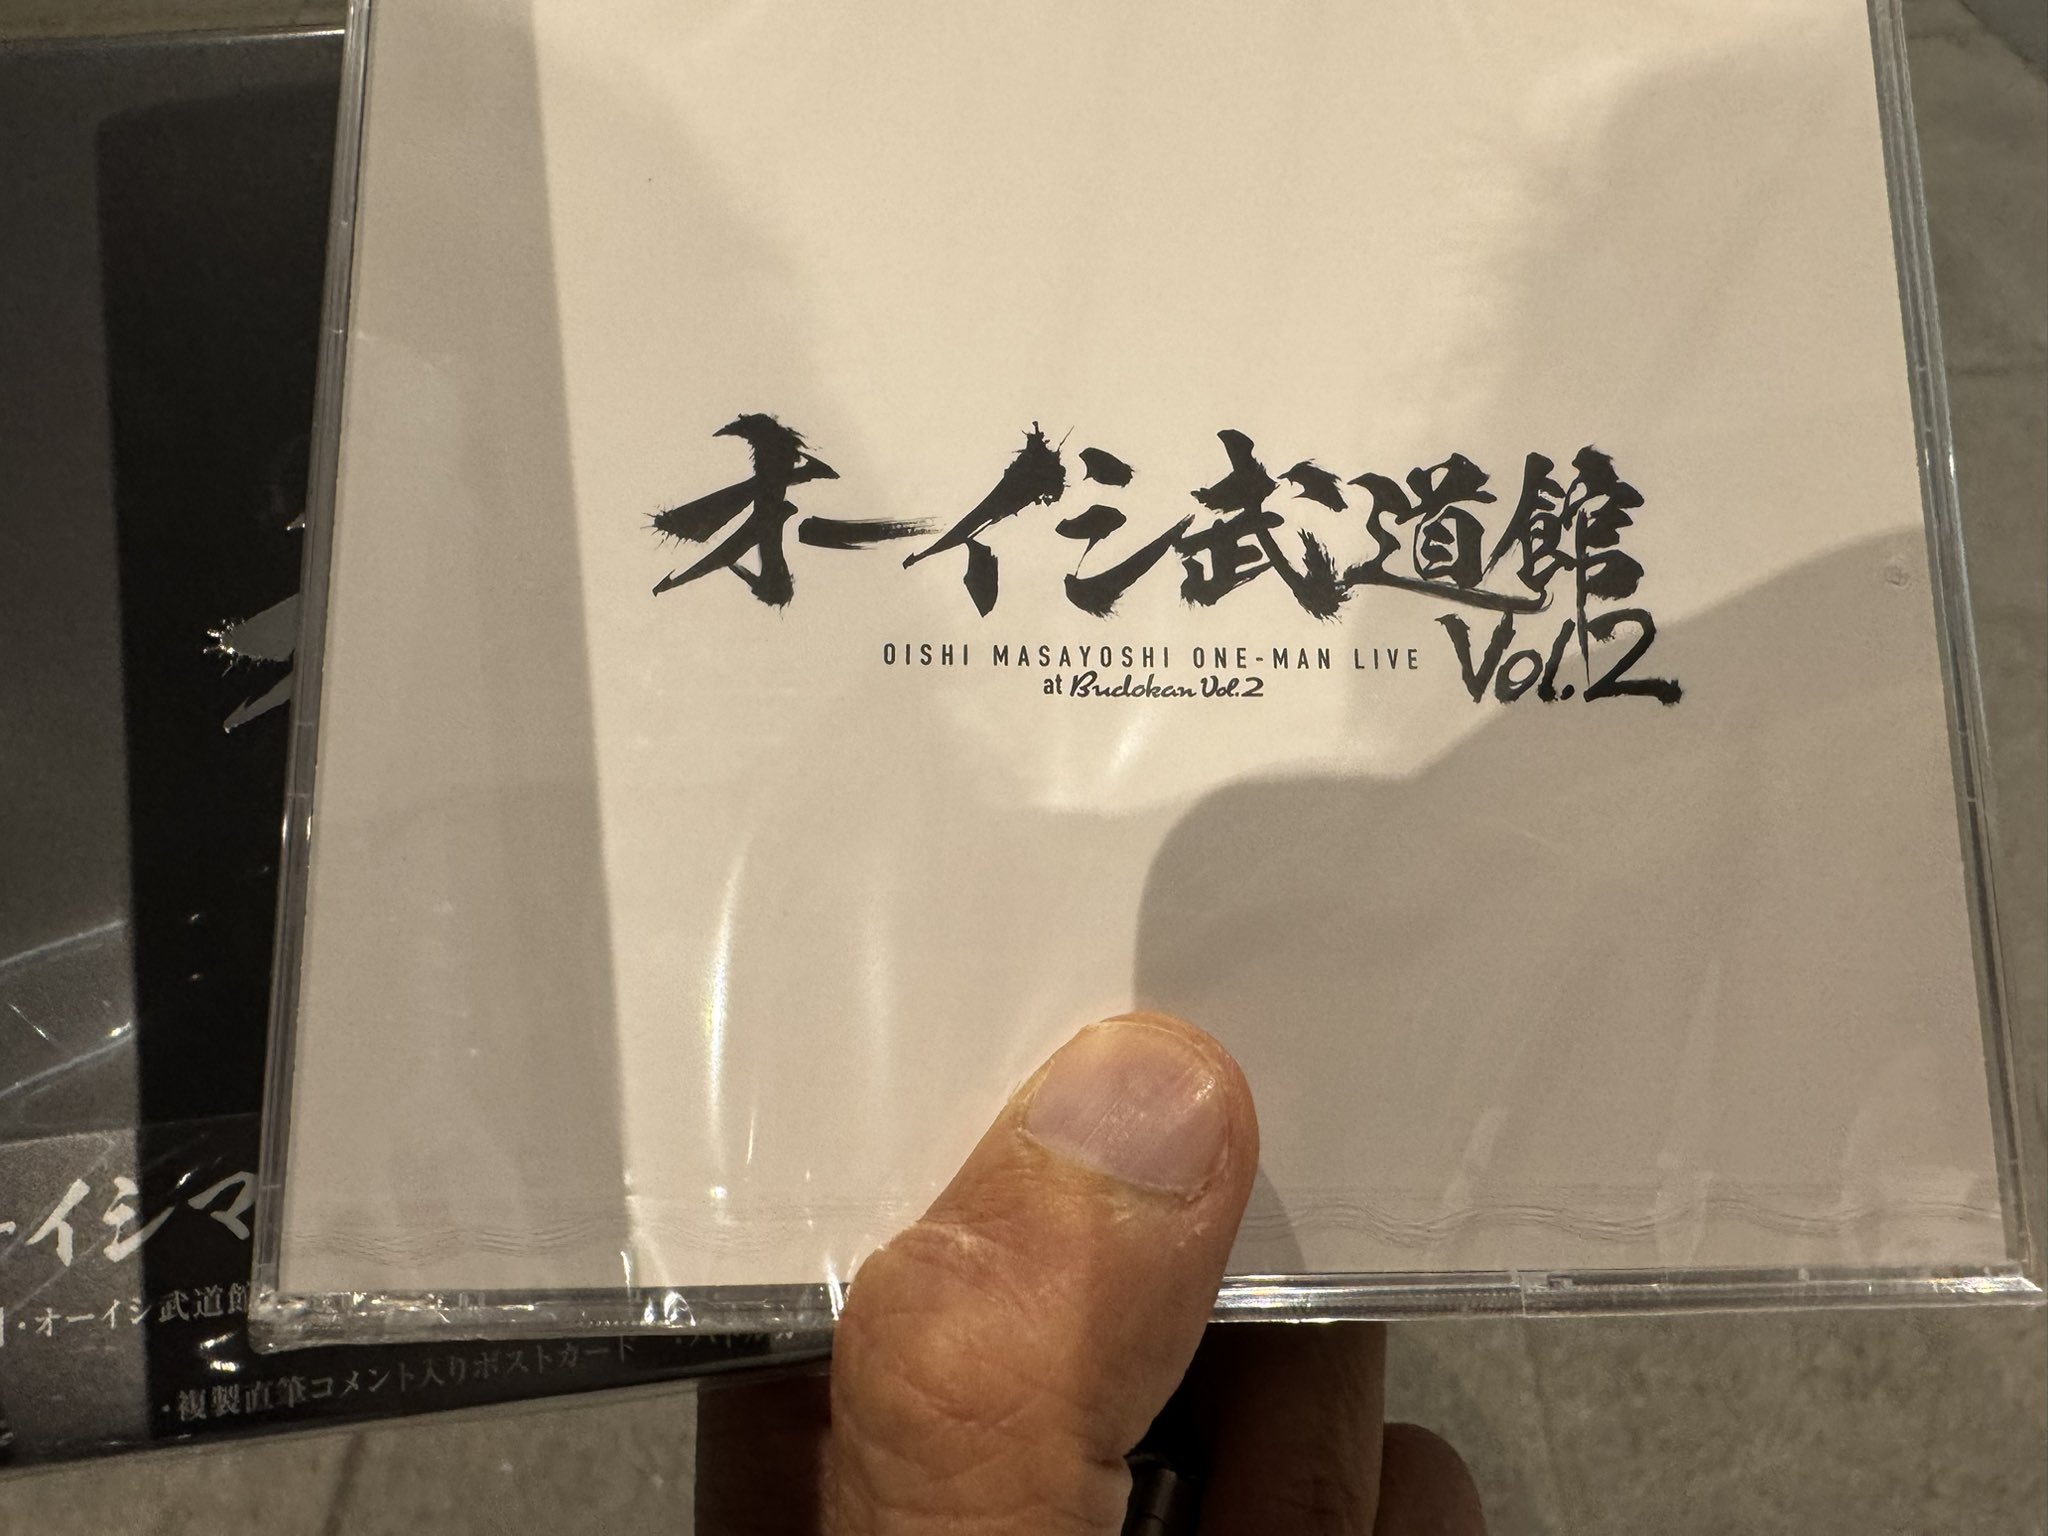 オーイシ武道館
Vol.2
OISHI MASAYOSHI ONE-MAN LIVE
at Budokan Vol.2
ーイシマ
・オーイシ武道館
・複製直筆コメント入りポストカード